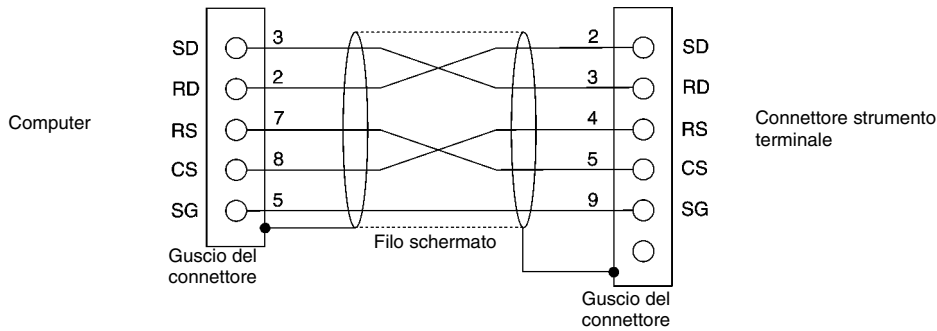 SD 3 2 SD
RD 2 3 RD
Computer
RS 7 4 RS
Connettore strumento
terminale
CS 8 5 CS
SG 5 9 SG
Filo schermato
Guscio del
connettore
Guscio del
connettore